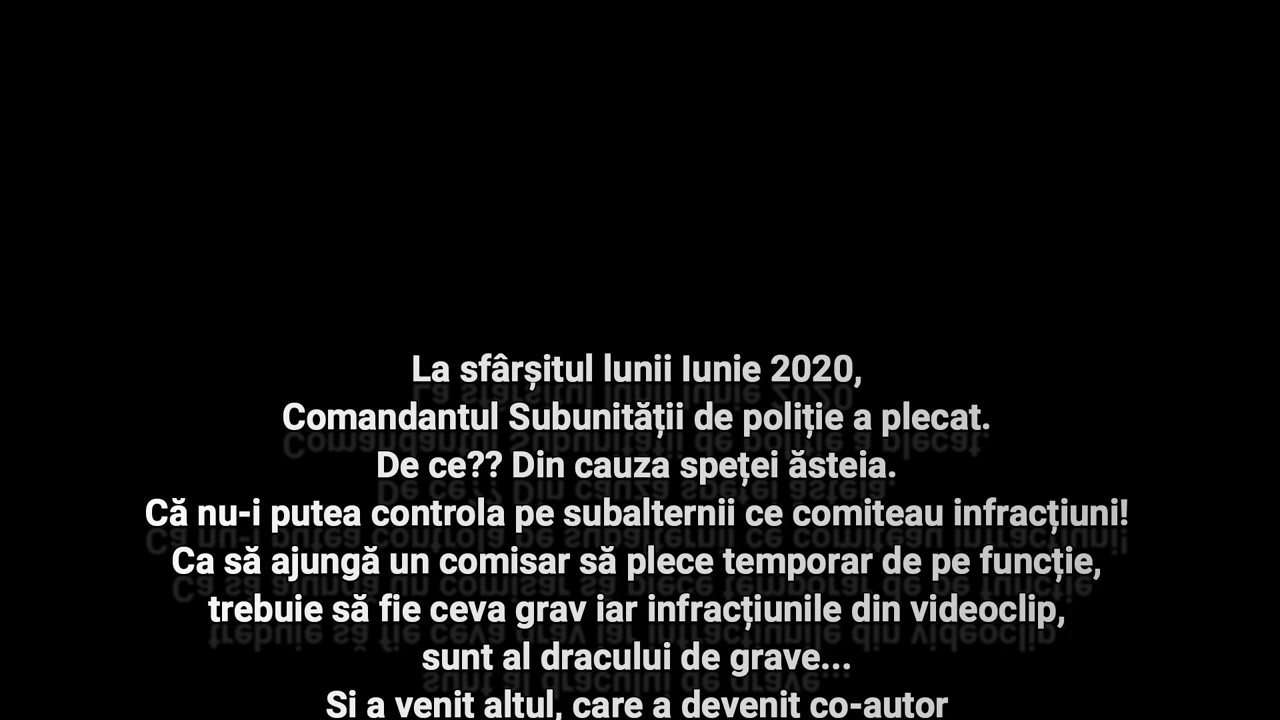 La sfârșitul lunii Iunie 2020,
Comandantul Subunității de poliție a plecat.
De ce?? Din cauza speței ăsteia.
Că nu-i putea controla pe subalternii ce comiteau infracțiuni!
Ca să ajungă un comisar să plece temporar de pe funcție,
trebuie să fie ceva grav iar infracțiunile din videoclip,
sunt al dracului de grave...
Si a venit altul, care a devenit co-autor